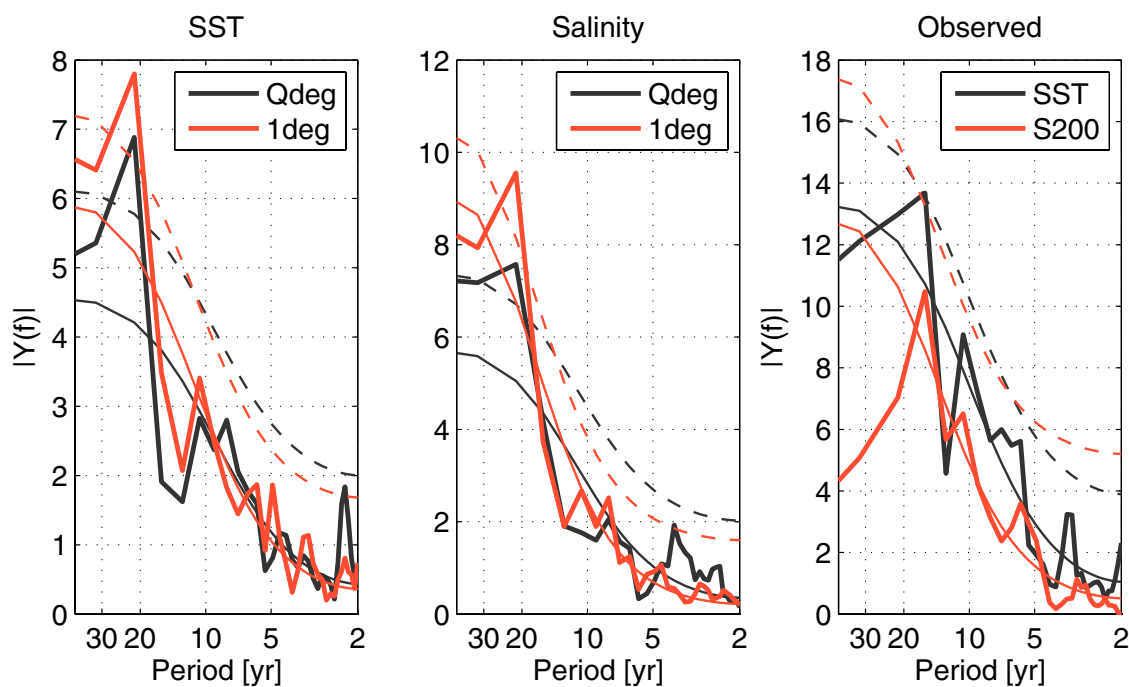 SST
|Y(f)|
8
7
6
5
4
3
2
1
0
Qdeg
1deg
30 20 10 5 2
Period [yr]
Salinity
|Y(f)|
12
10
8
6
4
2
0
Qdeg
1deg
30 20 10 5 2
Period [yr]
Observed
|Y(f)|
18
16
14
12
10
8
6
4
2
0
SST
S200
30 20 10 5 2
Period [yr]